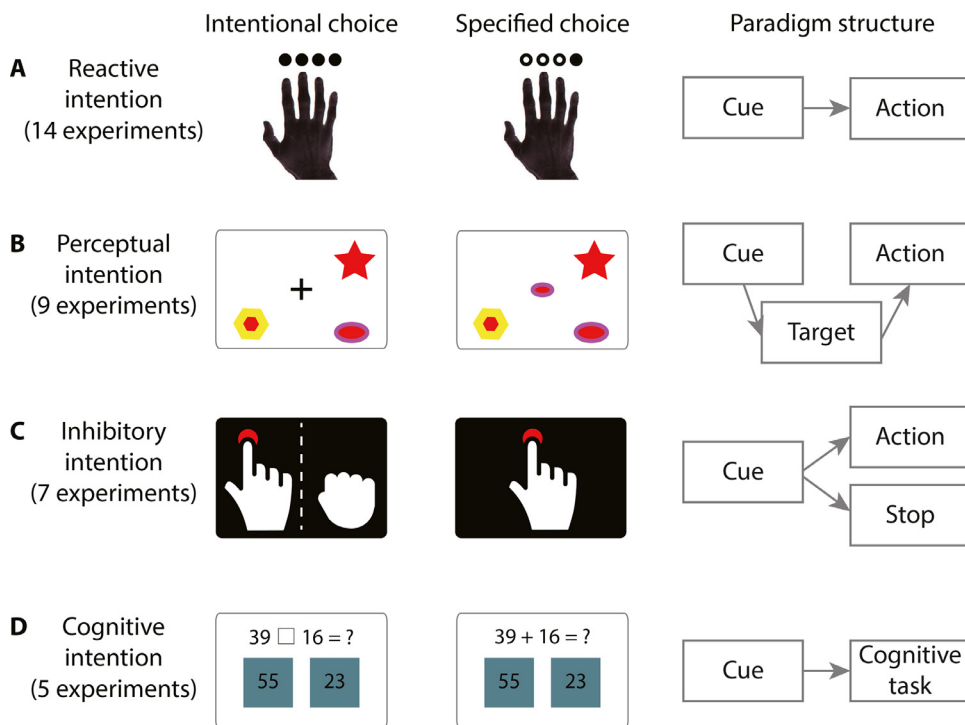 Intentional choice Specified choice Paradigm structure
A Reactive
intention
(14 experiments)
Cue Action
B Perceptual
intention
(9 experiments)
Cue Action
Target
C Inhibitory
intention
(7 experiments)
Cue
Action
Stop
D Cognitive
intention
(5 experiments)
39 □ 16 = ?
55 23
39 + 16 = ?
55 23
Cue
Cognitive
task